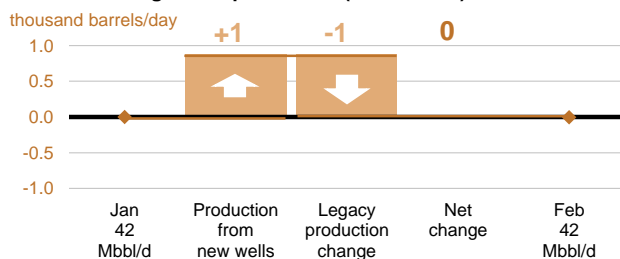 thousand barrels/day
+1 -1 0
1.0
0.5
0.0
-0.5
-1.0
Jan Production Legacy Net Feb
42 from production change 42
Mbbl/d new wells change Mbbl/d